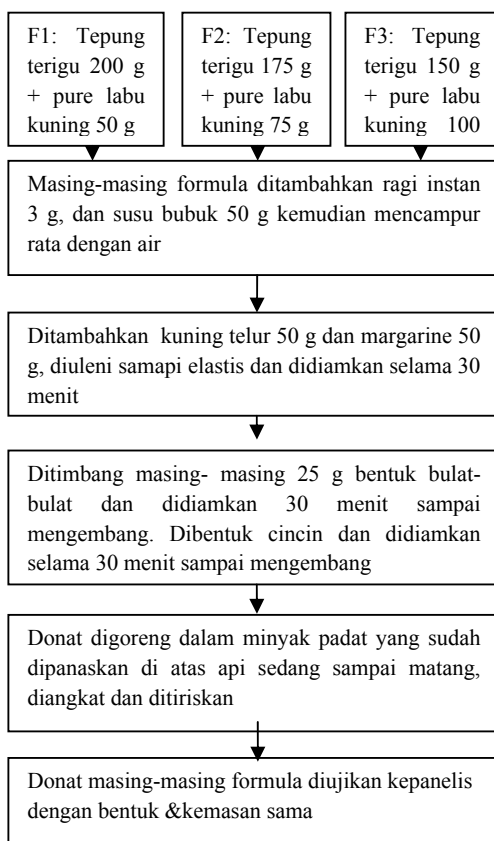 F1: Tepung
terigu 200 g
+ pure labu
kuning 50 g
F2: Tepung
terigu 175 g
+ pure labu
kuning 75 g
F3: Tepung
terigu 150 g
+ pure labu
kuning 100
Masing-masing formula ditambahkan ragi instan
3 g, dan susu bubuk 50 g kemudian mencampur
rata dengan air
Ditambahkan kuning telur 50 g dan margarine 50
g, diuleni samapi elastis dan didiamkan selama 30
menit
Ditimbang masing- masing 25 g bentuk bulat-
bulat dan didiamkan 30 menit sampai
mengembang. Dibentuk cincin dan didiamkan
selama 30 menit sampai mengembang
Donat digoreng dalam minyak padat yang sudah
dipanaskan di atas api sedang sampai matang,
diangkat dan ditiriskan
Donat masing-masing formula diujikan kepanelis
dengan bentuk &kemasan sama